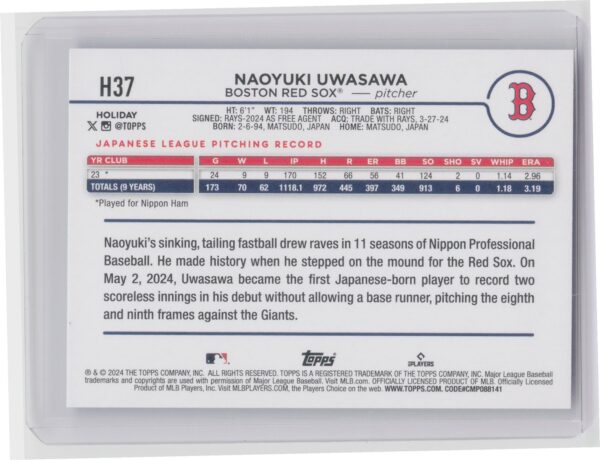 H37
NAOYUKI UWASAWA
BOSTON RED SOX® — pitcher
B
HOLIDAY
X @TOPPS
HT: 6'1" WT: 194 THROWS: RIGHT BATS: RIGHT
SIGNED: RAYS-2024 AS FREE AGENT ACQ: TRADE WITH RAYS, 3-27-24
BORN: 2-6-94, MATSUDO, JAPAN HOME: MATSUDO, JAPAN
JAPANESE LEAGUE PITCHING RECORD
YR CLUB G W L IP H R ER BB SO SHO SV WHIP ERA
23 * 24 9 9 170 152 66 56 41 124 2 0 1.14 2.96
TOTALS (9 YEARS) 173 70 62 1118.1 972 445 397 349 913 6 0 1.18 3.19
*Played for Nippon Ham
Naoyuki's sinking, tailing fastball drew raves in 11 seasons of Nippon Professional
Baseball. He made history when he stepped on the mound for the Red Sox. On
May 2, 2024, Uwasawa became the first Japanese-born player to record two
scoreless innings in his debut without allowing a base runner, pitching the eighth
and ninth frames against the Giants.
topps
PLAYERS
® & © 2024 THE TOPPS COMPANY, INC. ALL RIGHTS RESERVED. TOPPS IS A REGISTERED TRADEMARK OF THE TOPPS COMPANY, INC. Major League Baseball
trademarks and copyrights are used with permission of Major League Baseball. Visit MLB.com. OFFICIALLY LICENSED PRODUCT OF MLB. Officially Licensed
Product of MLB Players, Inc. Visit MLBPLAYERS.com, the Players Choice on the web. WWW.TOPPS.COM. CODE#CMP088141